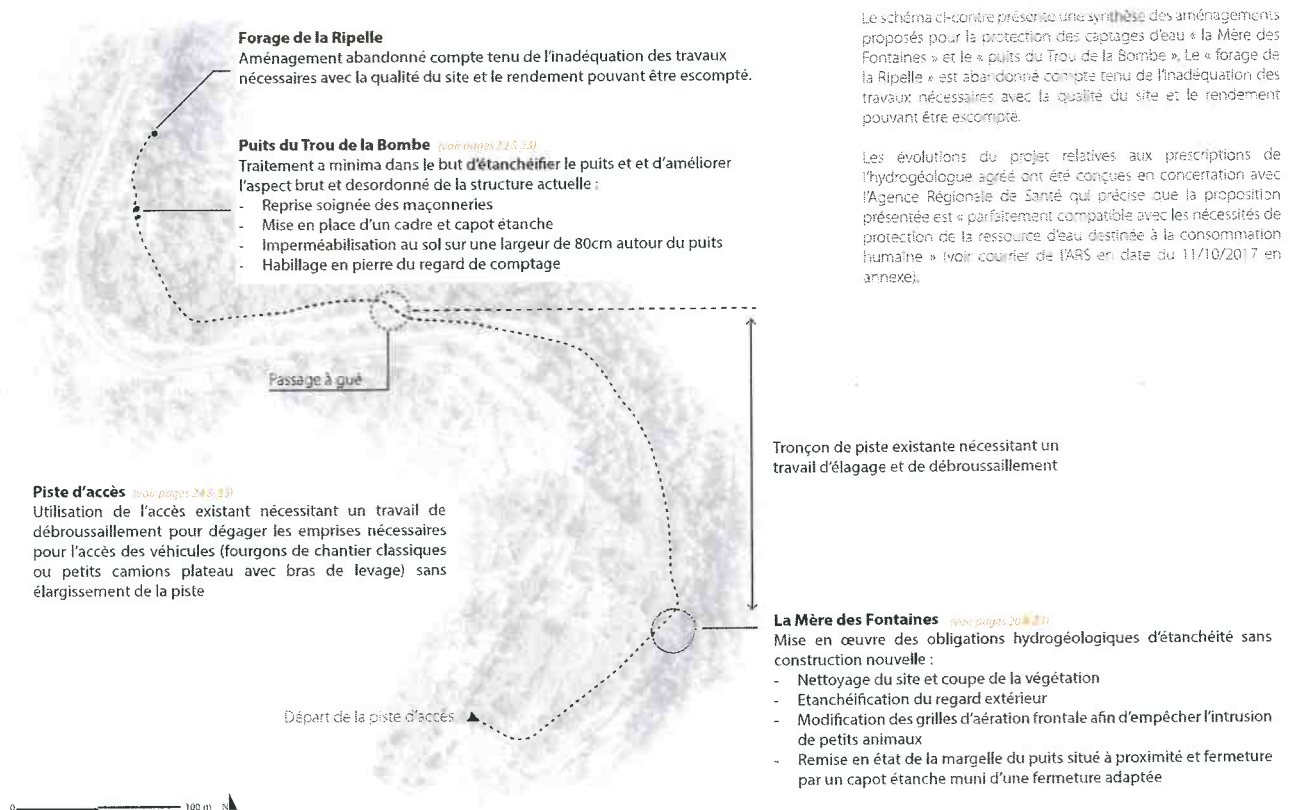 Forage de la Ripelle
Aménagement abandonné compte tenu de l'inadéquation des travaux
nécessaires avec la qualité du site et le rendement pouvant être escompté.
Puits du Trou de la Bombe (voir pages 22 & 23)
Traitement a minima dans le but d'étanchéifier le puits et et d'améliorer
l'aspect brut et desordonné de la structure actuelle :
- Reprise soignée des maçonneries
- Mise en place d'un cadre et capot étanche
- Imperméabilisation au sol sur une largeur de 80cm autour du puits
- Habillage en pierre du regard de comptage
Le schéma ci-contre présente une synthèse des aménagements
proposés pour la protection des captages d'eau « la Mère des
Fontaines » et le « puits du Trou de la Bombe ». Le « forage de
la Ripelle » est abandonné compte tenu de l'inadéquation des
travaux nécessaires avec la qualité du site et le rendement
pouvant être escompté.
Les évolutions du projet relatives aux prescriptions de
l'hydrogéologue agréé ont été conçues en concertation avec
l'Agence Régionale de Santé qui précise que la proposition
présentée est « parfaitement compatible avec les nécessités de
protection de la ressource d'eau destinée à la consommation
humaine » (voir courrier de l'ARS en date du 11/10/2017 en
annexe).
Passage à gué
Tronçon de piste existante nécessitant un
travail d'élagage et de débroussaillement
Piste d'accès (voir pages
Utilisation de l'accès existant nécessitant un travail de
débroussaillement pour dégager les emprises nécessaires
pour l'accès des véhicules (fourgons de chantier classiques
ou petits camions plateau avec bras de levage) sans
élargissement de la piste
La Mère des Fontaines (voir pages
Mise en œuvre des obligations hydrogéologiques d'étanchéité sans
construction nouvelle :
- Nettoyage du site et coupe de la végétation
- Etanchéification du regard extérieur
- Modification des grilles d'aération frontale afin d'empêcher l'intrusion
de petits animaux
- Remise en état de la margelle du puits situé à proximité et fermeture
par un capot étanche muni d'une fermeture adaptée
Départ de la piste d'accès
0 100 m N